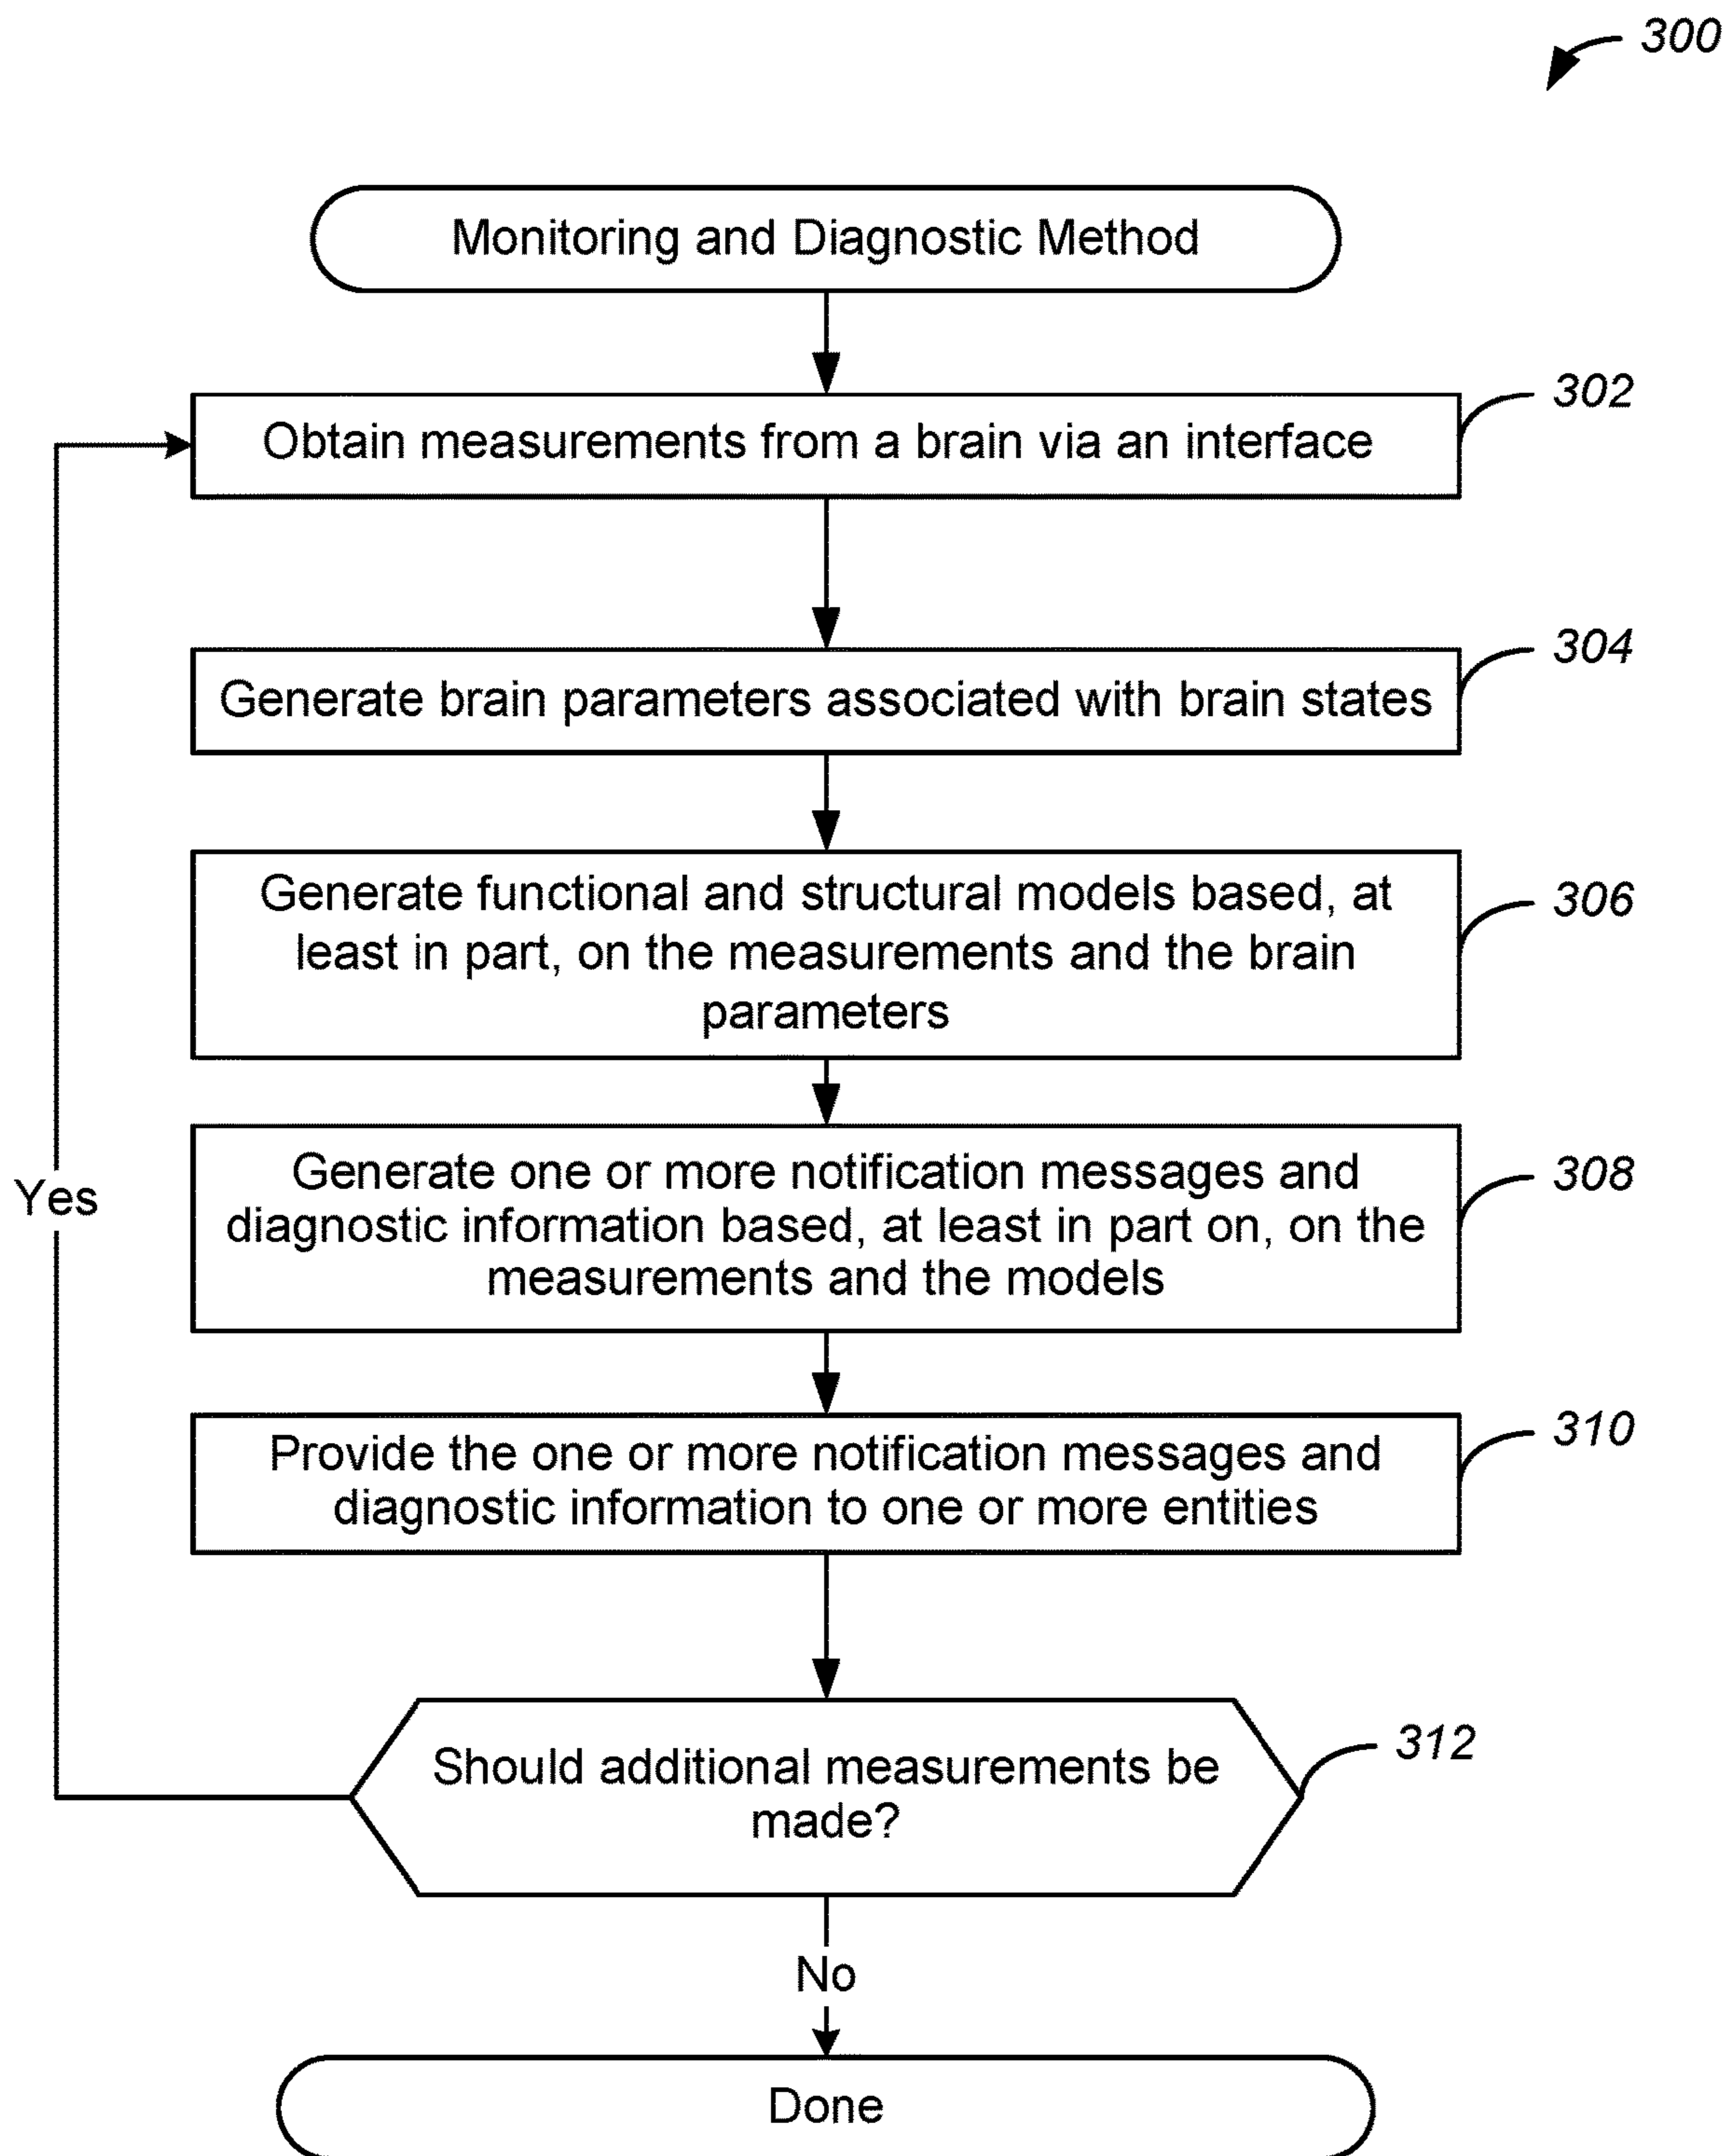 300
Monitoring and Diagnostic Method
302
Obtain measurements from a brain via an interface
304
Generate brain parameters associated with brain states
306
Generate functional and structural models based, at
least in part, on the measurements and the brain
parameters
308
Generate one or more notification messages and
diagnostic information based, at least in part on, on the
measurements and the models
Yes
310
Provide the one or more notification messages and
diagnostic information to one or more entities
312
Should additional measurements be
made?
No
Done